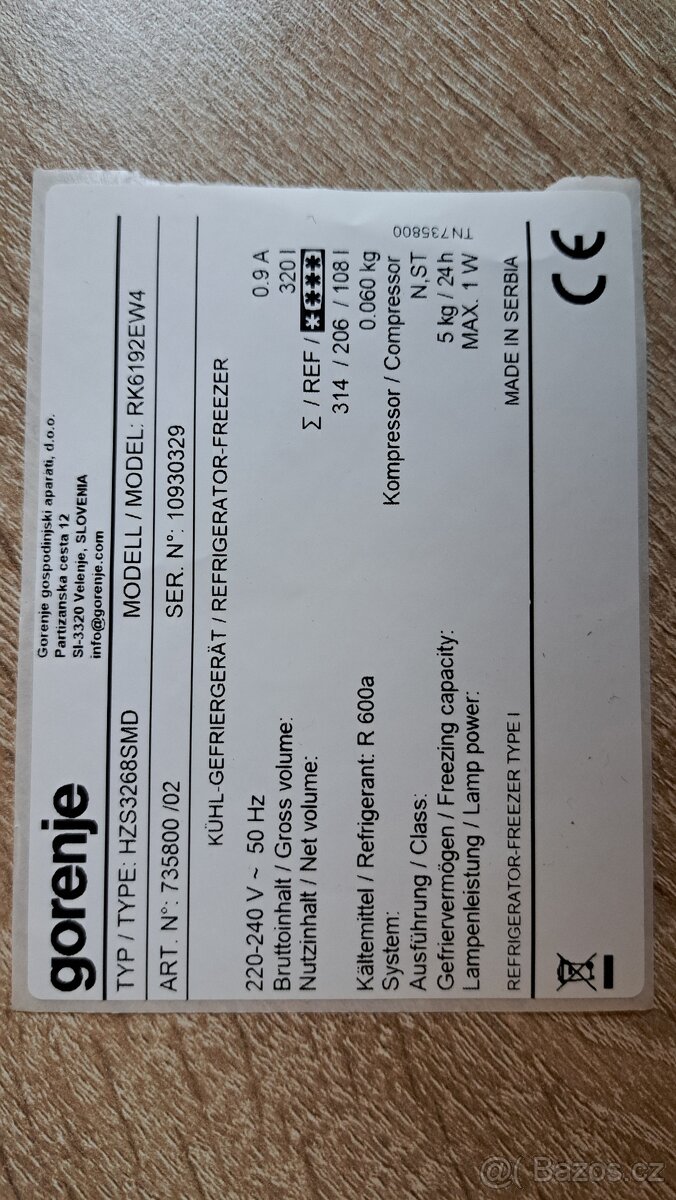 gorenje
Gorenje gospodinjski aparati, d.o.o.
Partizanska cesta 12
SI-3320 Velenje, SLOVENIA
info@gorenje.com
TYP / TYPE: HZS3268SMD MODELL / MODEL: RK6192EW4
ART. N°: 735800 /02 SER. N°: 10930329
KÜHL-GEFRIERGERÄT / REFRIGERATOR-FREEZER
220-240 V ~ 50 Hz 0.9 A
Bruttoinhalt / Gross volume: 320 l
Nutzinhalt / Net volume: Σ / REF / ****
314 / 206 / 108 l
Kältemittel / Refrigerant: R 600a 0.060 kg
System: Kompressor / Compressor
Ausführung / Class: N,ST
Gefriervermögen / Freezing capacity: 5 kg / 24 h
Lampenleistung / Lamp power: MAX. 1 W
TN735800
REFRIGERATOR-FREEZER TYPE I MADE IN SERBIA
CE
@( Bazos.cz